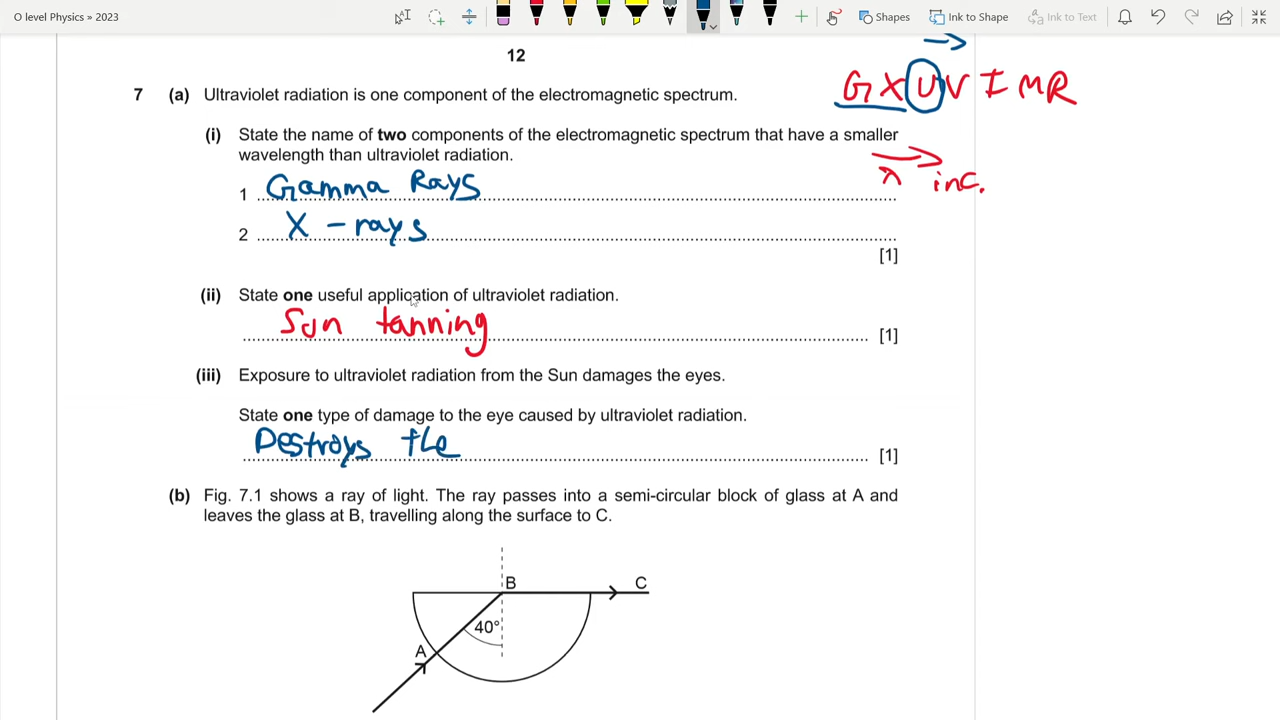 O level Physics » 2023
Shapes
Ink to Shape
Ink to Text
12
G X U V I M R
7 (a) Ultraviolet radiation is one component of the electromagnetic spectrum.
(i) State the name of two components of the electromagnetic spectrum that have a smaller
wavelength than ultraviolet radiation.
λ inc.
1 Gamma Rays
2 X - rays
[1]
(ii) State one useful application of ultraviolet radiation.
Sun tanning [1]
(iii) Exposure to ultraviolet radiation from the Sun damages the eyes.
State one type of damage to the eye caused by ultraviolet radiation.
Destroys the [1]
(b) Fig. 7.1 shows a ray of light. The ray passes into a semi-circular block of glass at A and
leaves the glass at B, travelling along the surface to C.
B C
40°
A